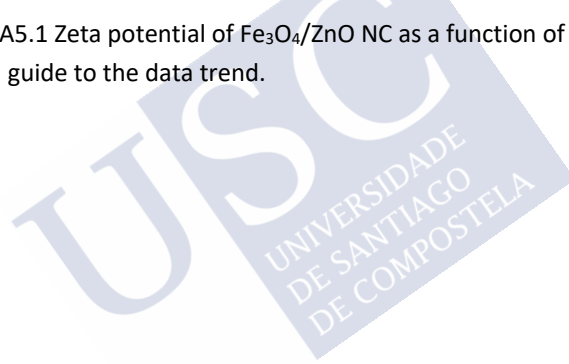 A5.1 Zeta potential of Fe₃O₄/ZnO NC as a function of
guide to the data trend.
USC
UNIVERSIDADE
DE SANTIAGO
DE COMPOSTELA